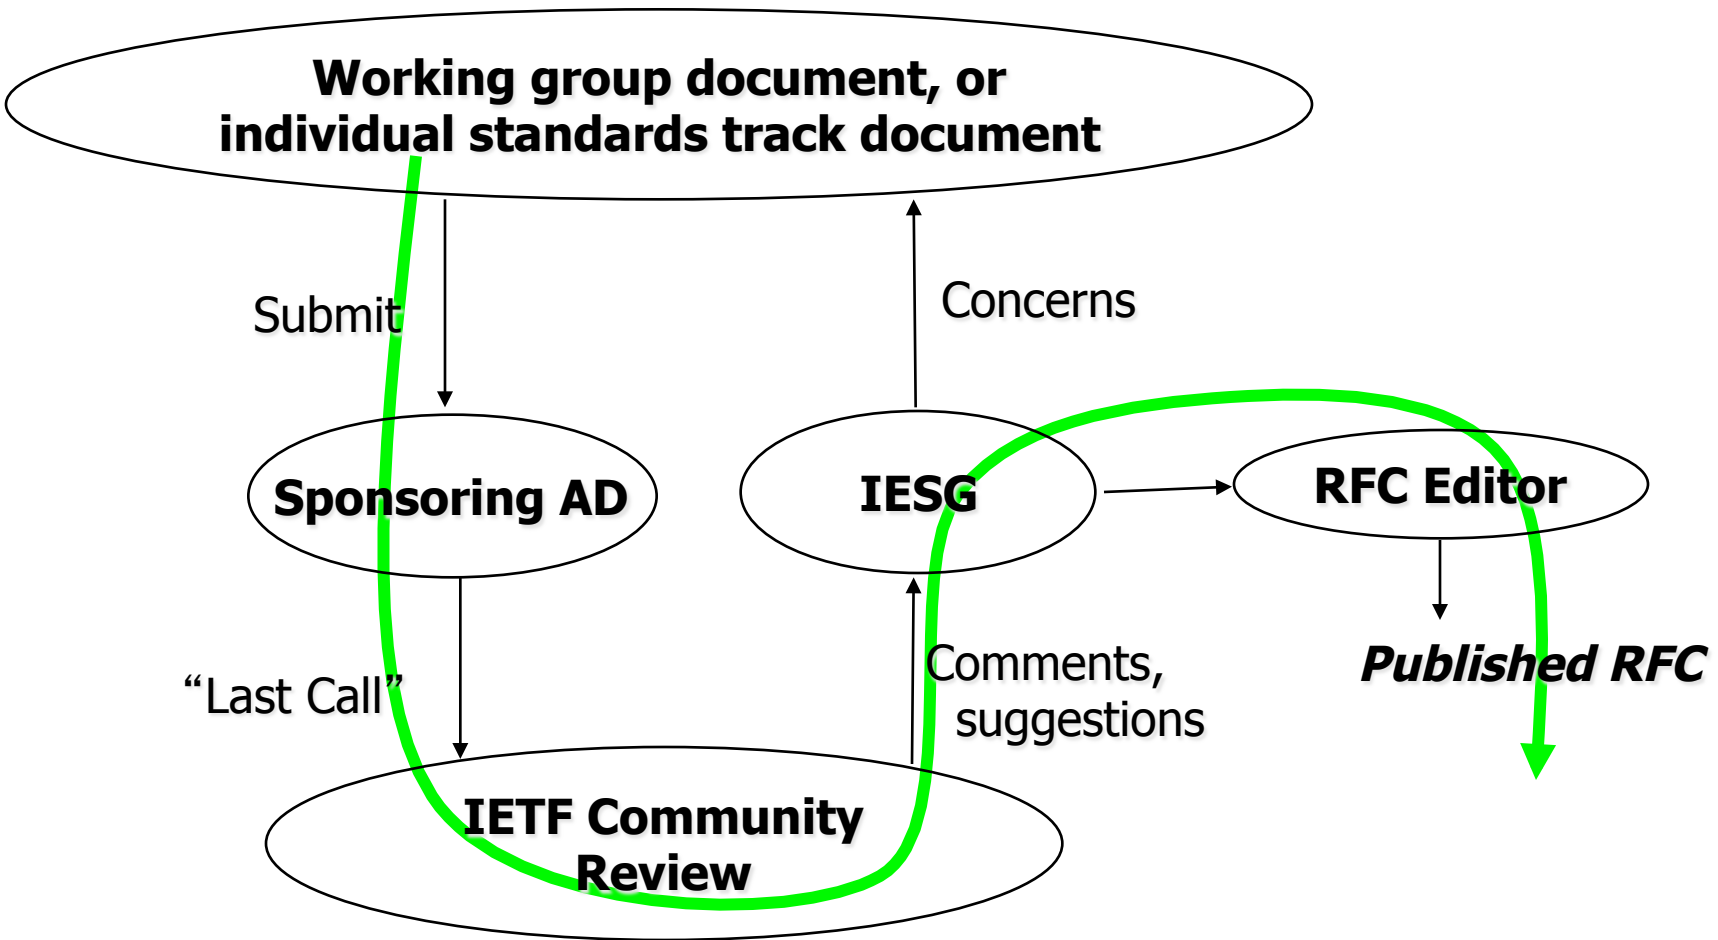 Working group document, or
individual standards track document
Submit
Concerns
Sponsoring AD
IESG
RFC Editor
“Last Call”
Comments,
suggestions
Published RFC
IETF Community
Review